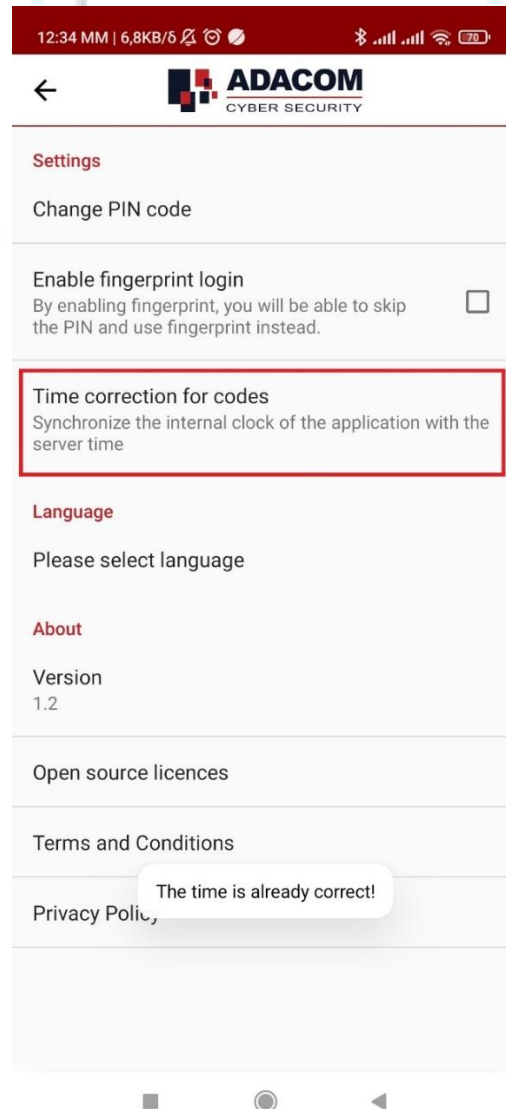 12:34 MM | 6,8KB/δ 70
ADACOM
CYBER SECURITY
Settings
Change PIN code
Enable fingerprint login
By enabling fingerprint, you will be able to skip
the PIN and use fingerprint instead.
Time correction for codes
Synchronize the internal clock of the application with the
server time
Language
Please select language
About
Version
1.2
Open source licences
Terms and Conditions
The time is already correct!
Privacy Policy